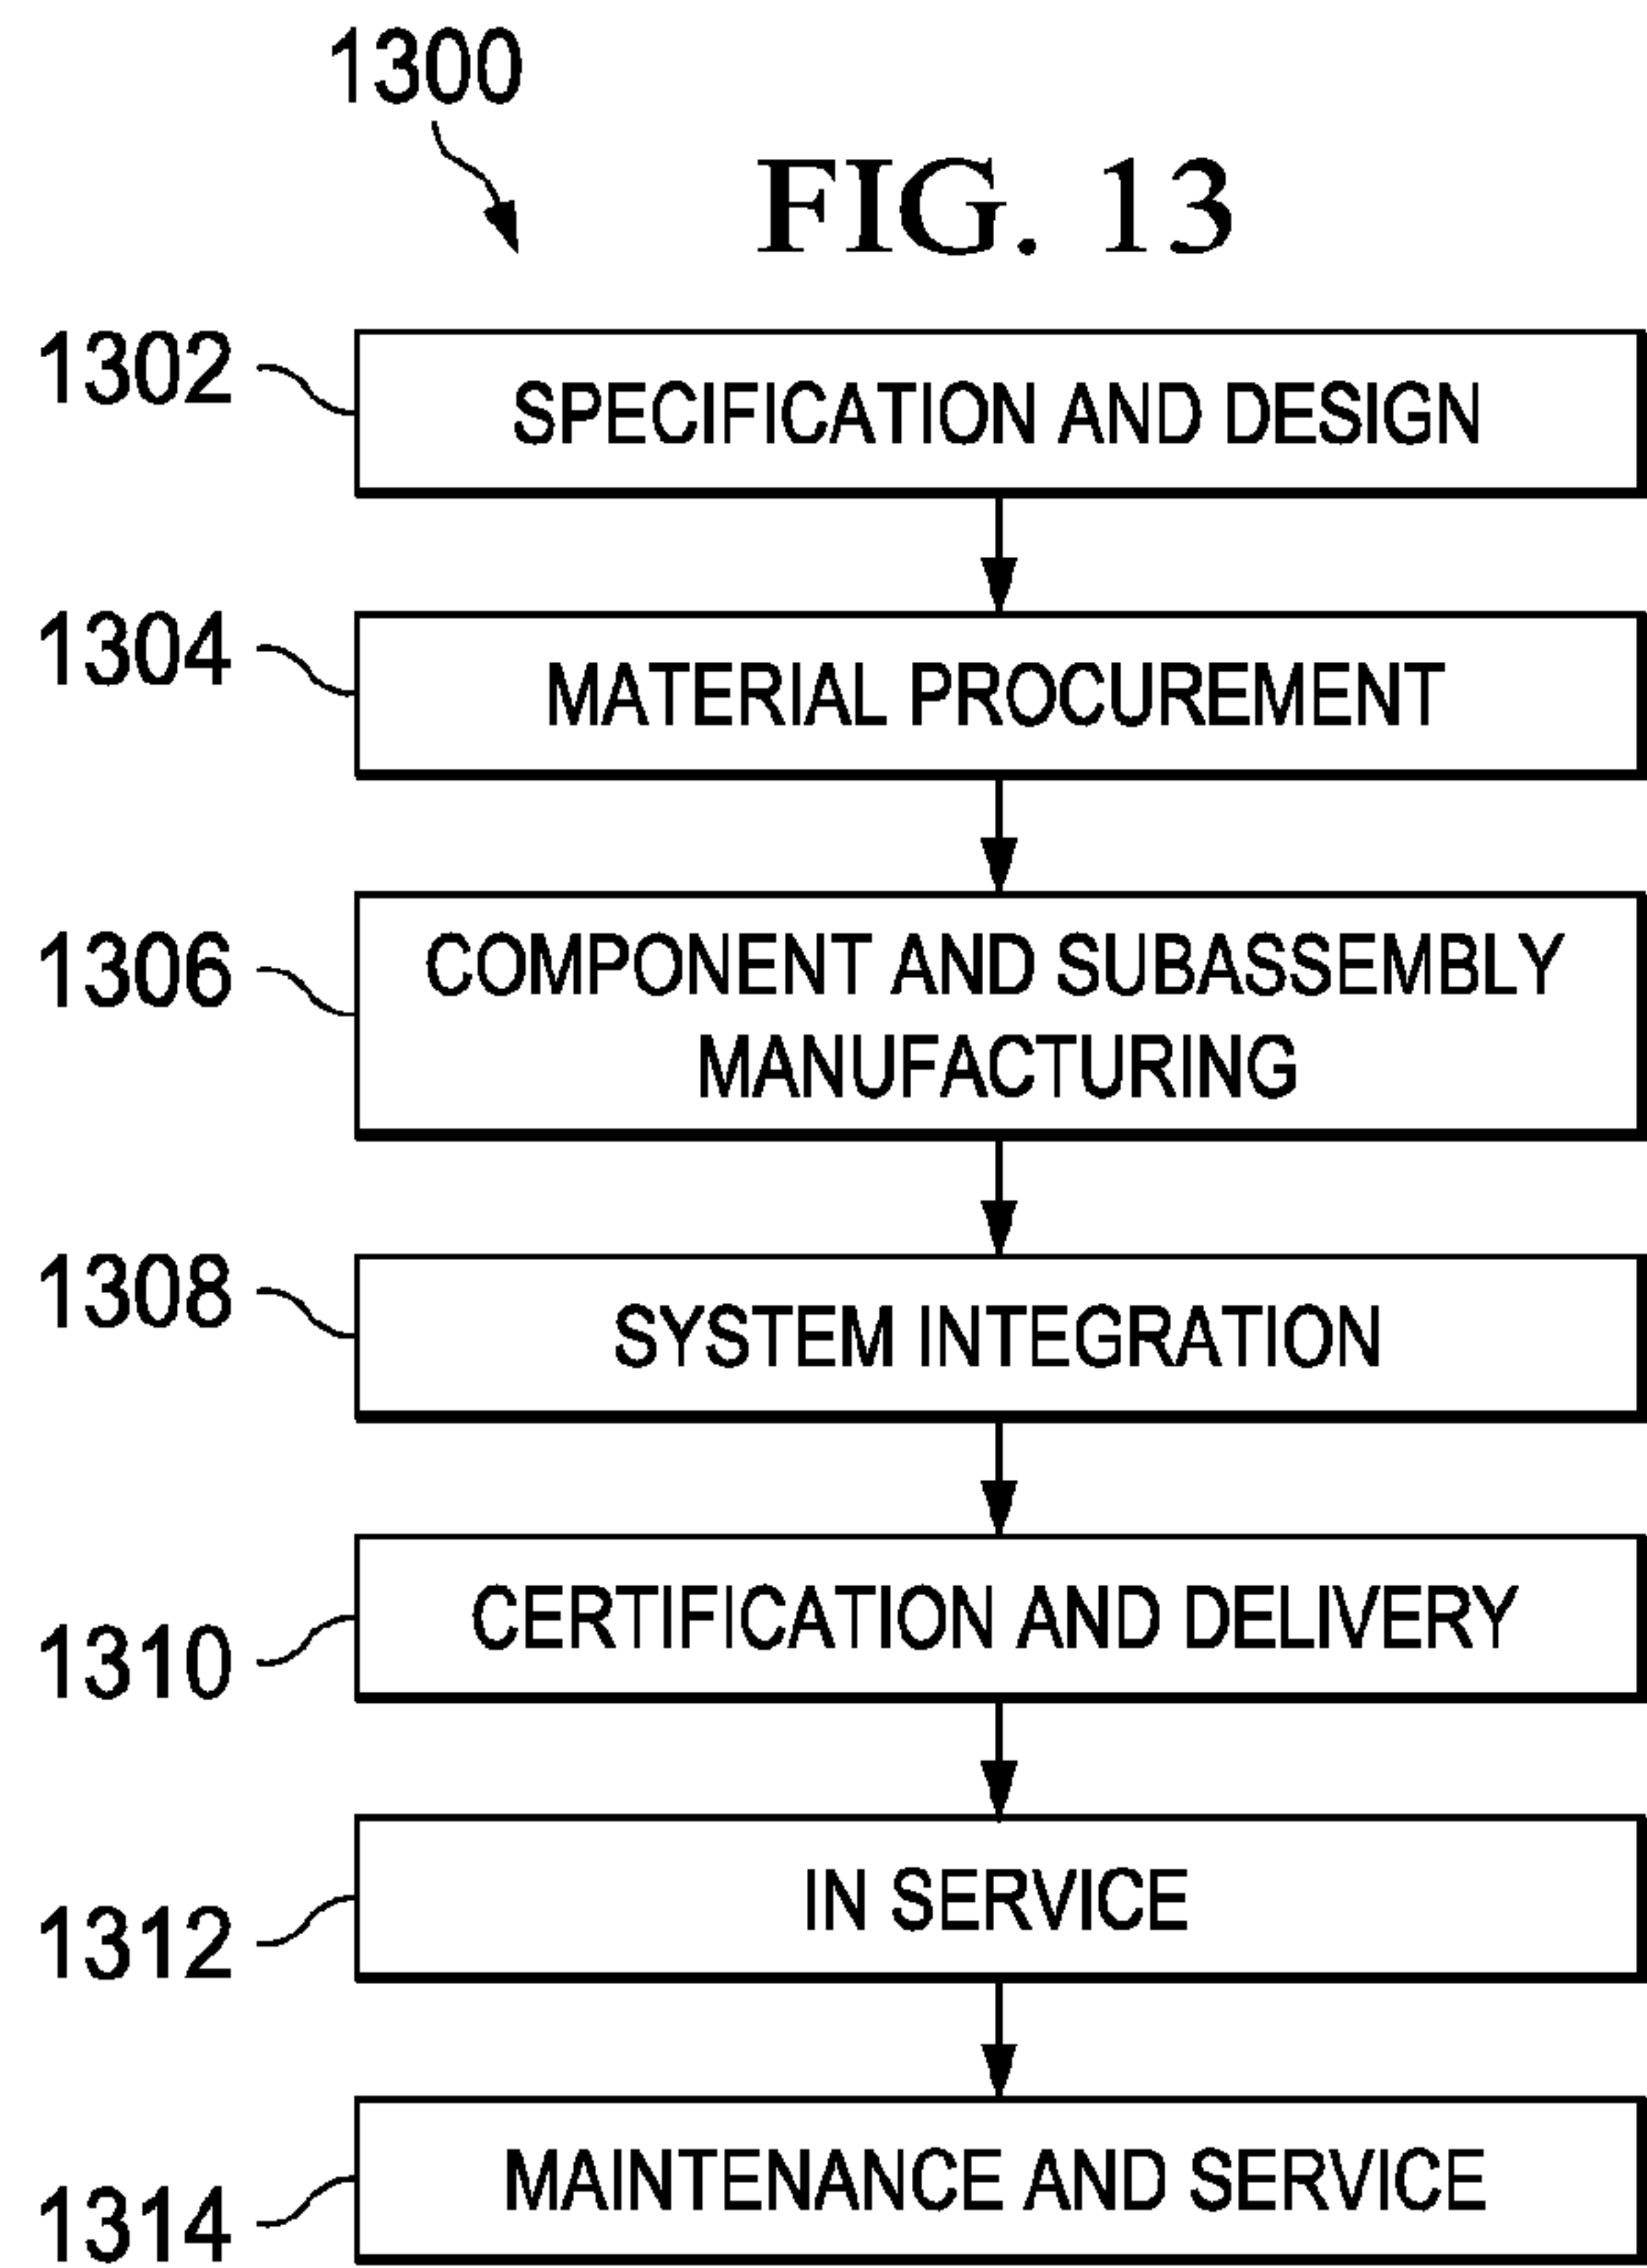 1300
FIG. 13
1302
SPECIFICATION AND DESIGN
1304
MATERIAL PROCUREMENT
1306
COMPONENT AND SUBASSEMBLY
MANUFACTURING
1308
SYSTEM INTEGRATION
1310
CERTIFICATION AND DELIVERY
1312
IN SERVICE
1314
MAINTENANCE AND SERVICE